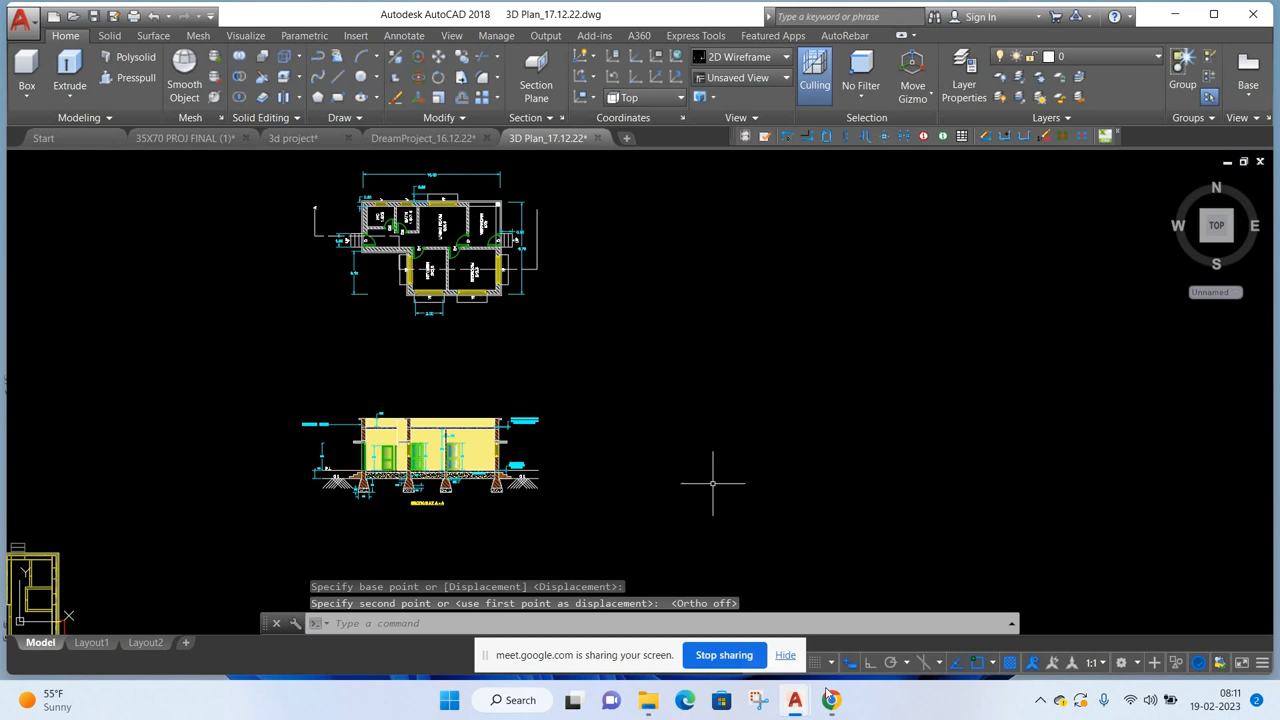 Autodesk AutoCAD 2018 3D Plan_17.12.22.dwg
Type a keyword or phrase
Sign In
Home Solid Surface Mesh Visualize Parametric Insert Annotate View Manage Output Add-ins A360 Express Tools Featured Apps AutoRebar
Box
Extrude
Polysolid
Presspull
Smooth Object
Section Plane
2D Wireframe
Unsaved View
Top
Culling
No Filter
Move Gizmo
Layer Properties
0
Group
Base
Modeling Mesh Solid Editing Draw Modify Section Coordinates View Selection Layers Groups View
Start 35X70 PROJ FINAL (1)* 3d project* DreamProject_16.12.22* 3D Plan_17.12.22*
N
W TOP E
S
Unnamed
Y
X
Specify base point or [Displacement] <Displacement>:
Specify second point or <use first point as displacement>: <Ortho off>
Type a command
Model Layout1 Layout2
meet.google.com is sharing your screen. Stop sharing Hide
1:1
55°F
Sunny
Search
08:11
19-02-2023
2